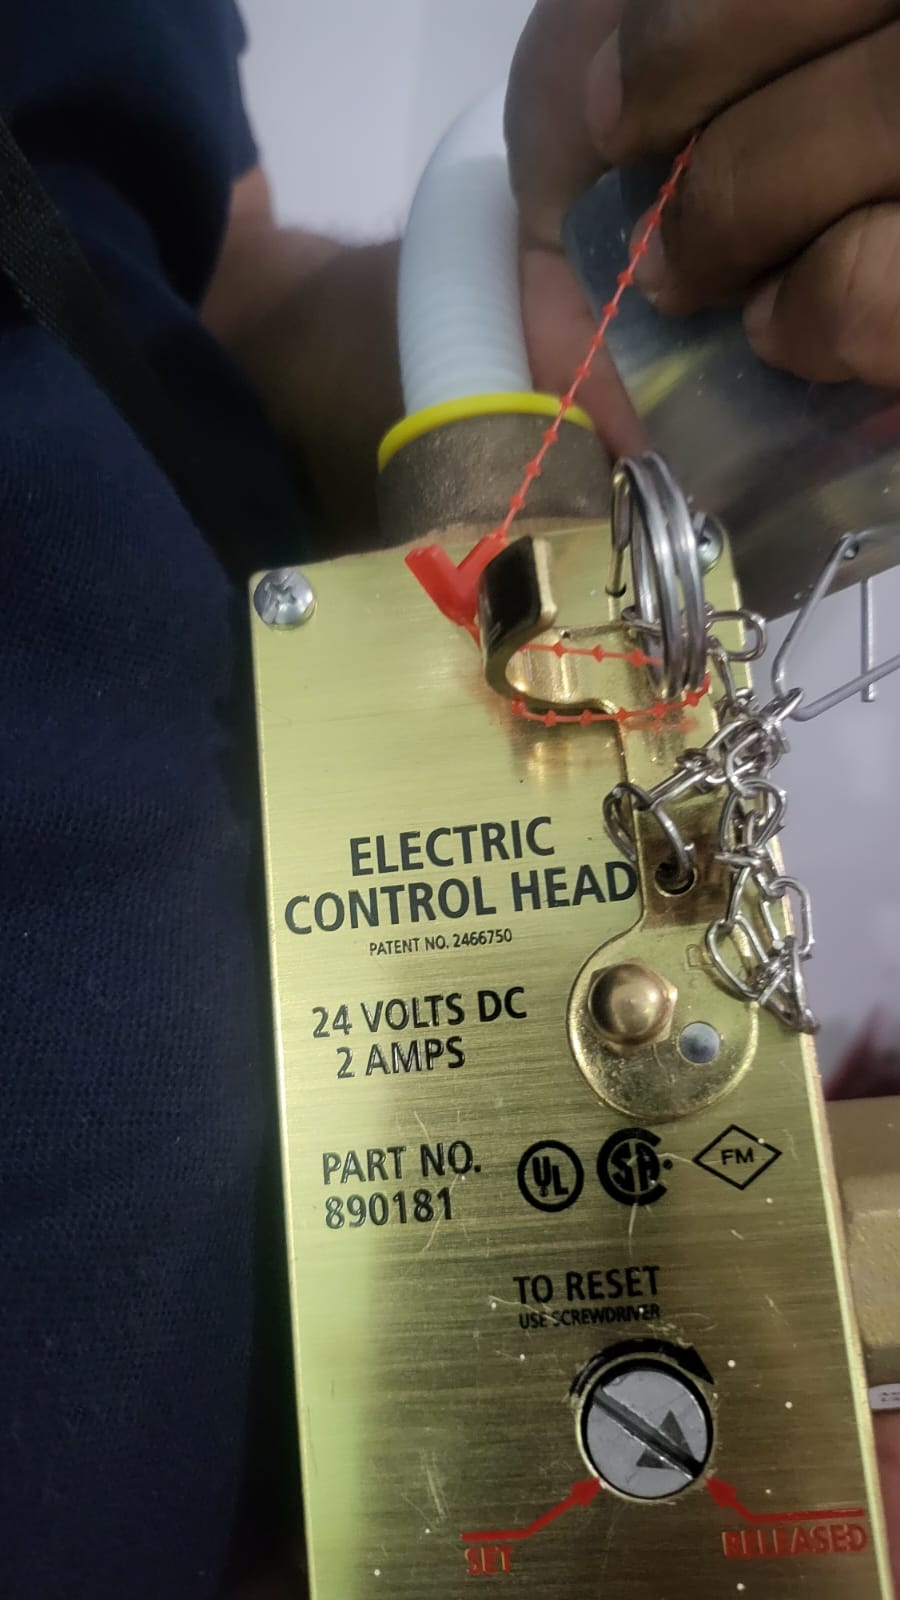 ELECTRIC
CONTROL HEAD
PATENT NO. 2466750
24 VOLTS DC
2 AMPS
PART NO.
890181
UL
SA
FM
TO RESET
USE SCREWDRIVER
SET
RELEASED